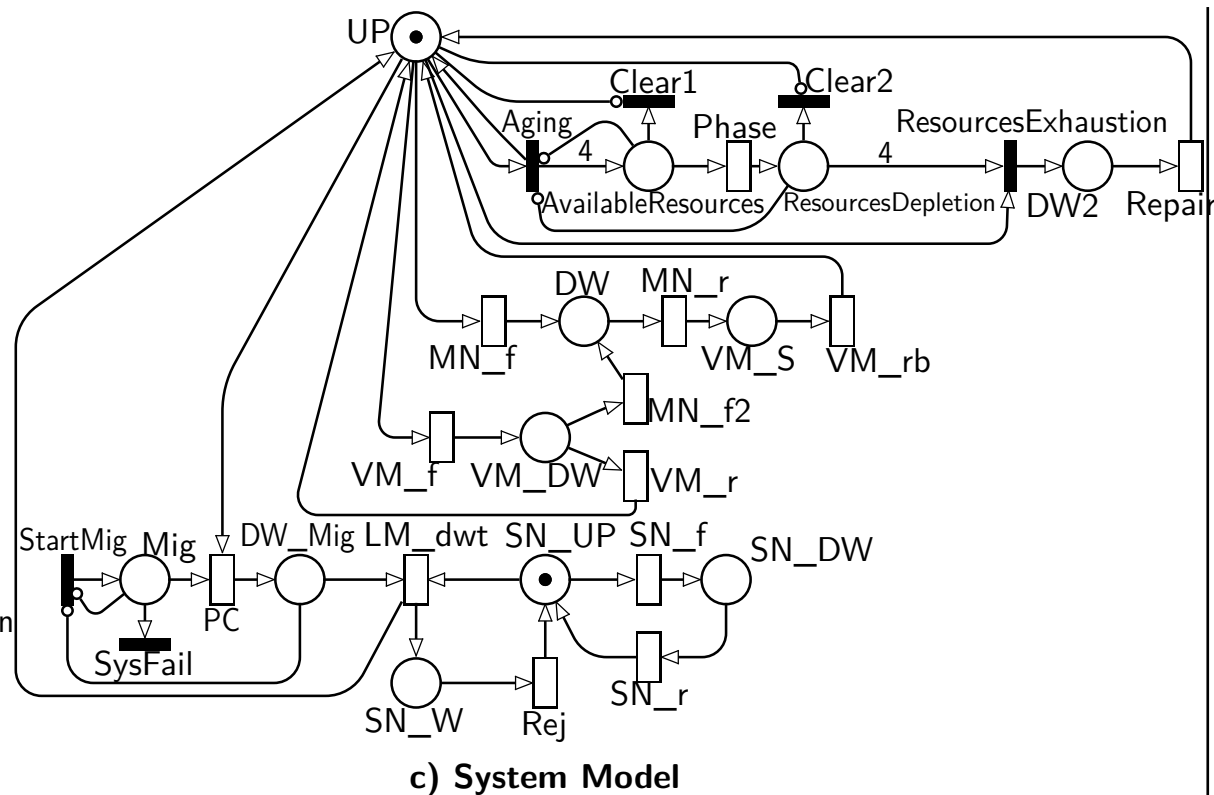 UP
Clear1
Clear2
Aging
Phase
ResourcesExhaustion
4
4
AvailableResources
ResourcesDepletion
DW2
Repair
DW
MN_r
MN_f
VM_S
VM_rb
MN_f2
VM_f
VM_DW
VM_r
StartMig
Mig
DW_Mig
LM_dwt
SN_UP
SN_f
SN_DW
n
PC
SysFail
SN_r
SN_W
Rej
c) System Model